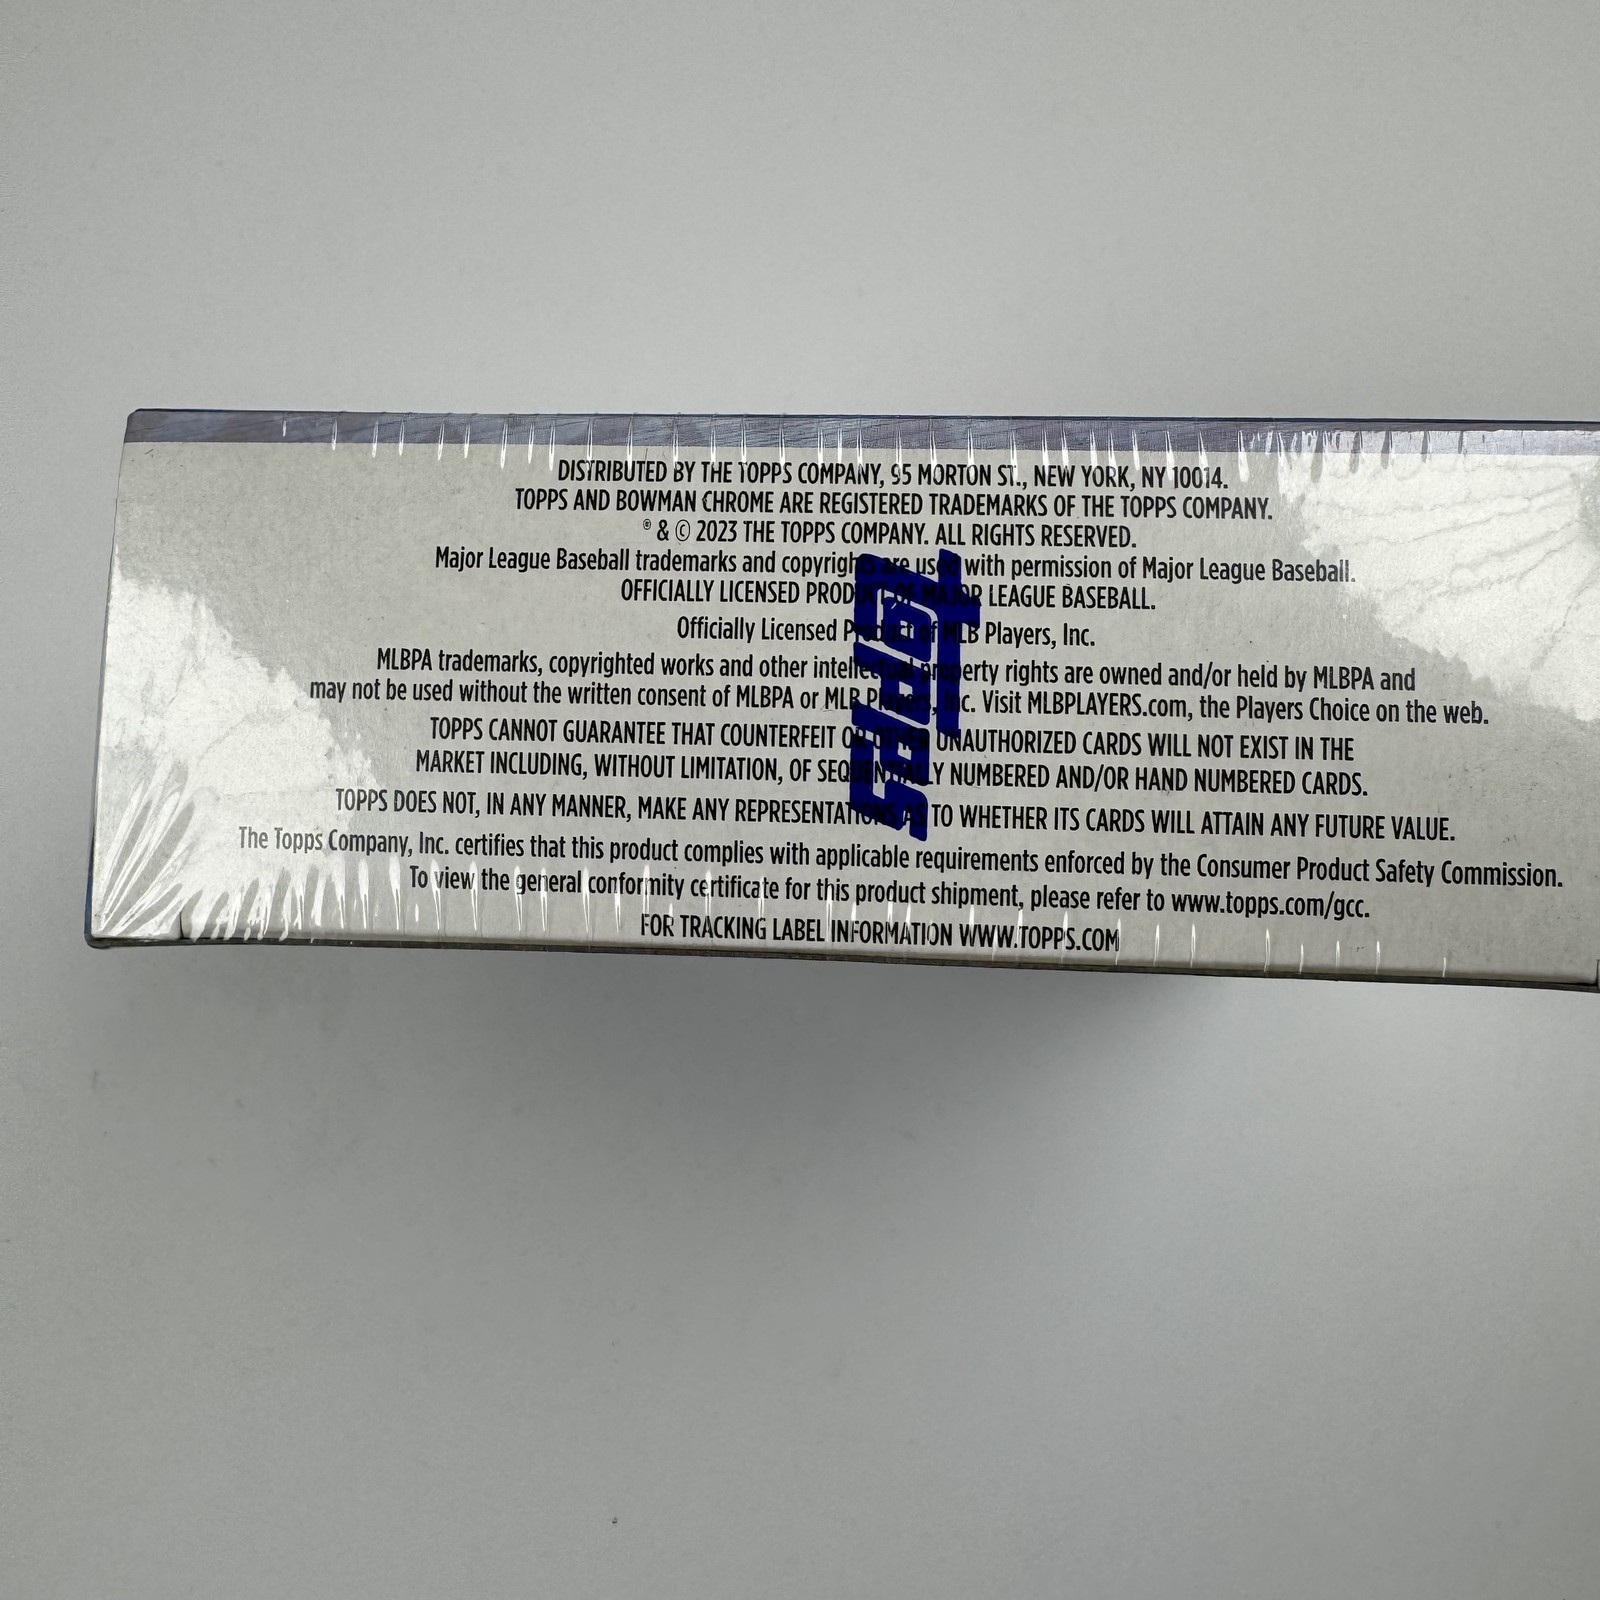 DISTRIBUTED BY THE TOPPS COMPANY, 95 MORTON ST., NEW YORK, NY 10014.
TOPPS AND BOWMAN CHROME ARE REGISTERED TRADEMARKS OF THE TOPPS COMPANY.
® & © 2023 THE TOPPS COMPANY. ALL RIGHTS RESERVED.
Major League Baseball trademarks and copyrights are used with permission of Major League Baseball.
OFFICIALLY LICENSED PRODUCT OF MAJOR LEAGUE BASEBALL.
Officially Licensed Product of MLB Players, Inc.
MLBPA trademarks, copyrighted works and other intellectual property rights are owned and/or held by MLBPA and
may not be used without the written consent of MLBPA or MLB Players, Inc. Visit MLBPLAYERS.com, the Players Choice on the web.
TOPPS CANNOT GUARANTEE THAT COUNTERFEIT OR OTHER UNAUTHORIZED CARDS WILL NOT EXIST IN THE
MARKET INCLUDING, WITHOUT LIMITATION, OF SEQUENTIALLY NUMBERED AND/OR HAND NUMBERED CARDS.
TOPPS DOES NOT, IN ANY MANNER, MAKE ANY REPRESENTATIONS AS TO WHETHER ITS CARDS WILL ATTAIN ANY FUTURE VALUE.
The Topps Company, Inc. certifies that this product complies with applicable requirements enforced by the Consumer Product Safety Commission.
To view the general conformity certificate for this product shipment, please refer to www.topps.com/gcc.
FOR TRACKING LABEL INFORMATION WWW.TOPPS.COM
topps